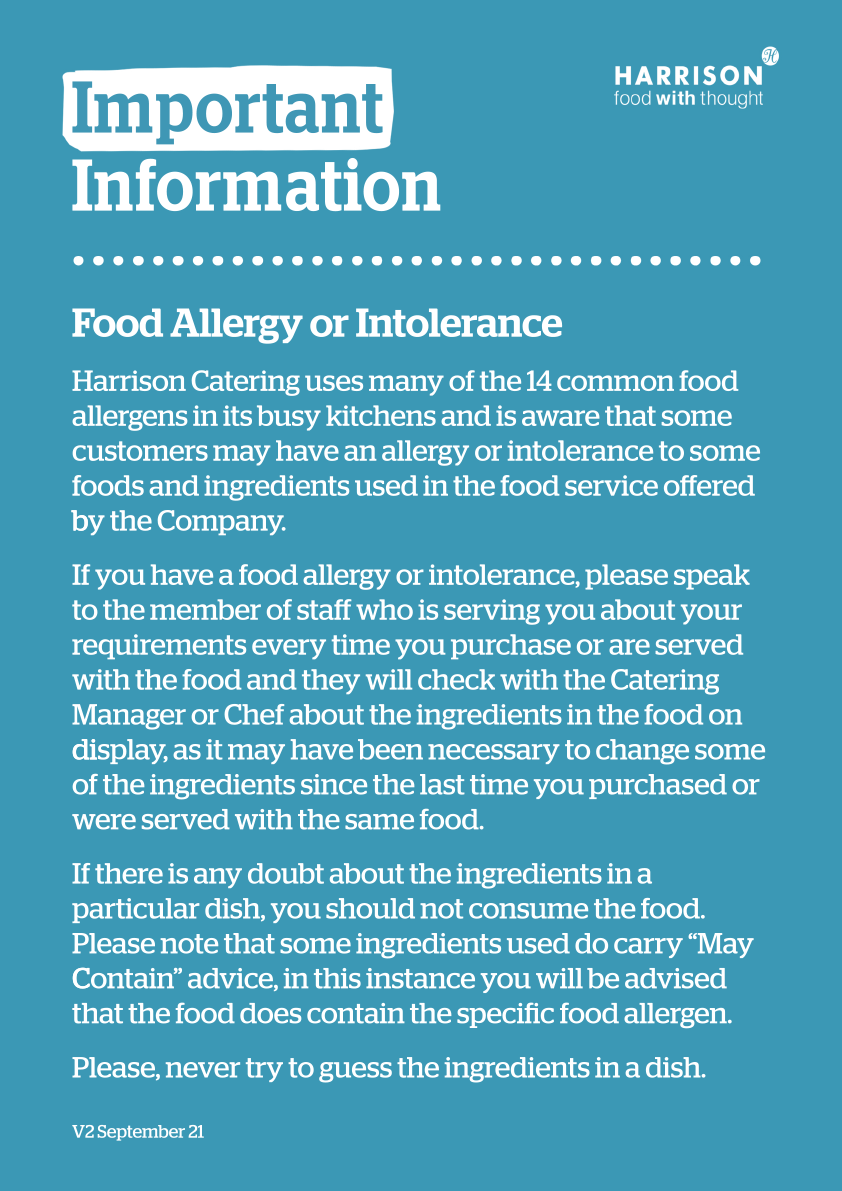 Important
Information
HARRISON
food with thought
Food Allergy or Intolerance
Harrison Catering uses many of the 14 common food
allergens in its busy kitchens and is aware that some
customers may have an allergy or intolerance to some
foods and ingredients used in the food service offered
by the Company.
If you have a food allergy or intolerance, please speak
to the member of staff who is serving you about your
requirements every time you purchase or are served
with the food and they will check with the Catering
Manager or Chef about the ingredients in the food on
display, as it may have been necessary to change some
of the ingredients since the last time you purchased or
were served with the same food.
If there is any doubt about the ingredients in a
particular dish, you should not consume the food.
Please note that some ingredients used do carry “May
Contain” advice, in this instance you will be advised
that the food does contain the specific food allergen.
Please, never try to guess the ingredients in a dish.
V2 September 21